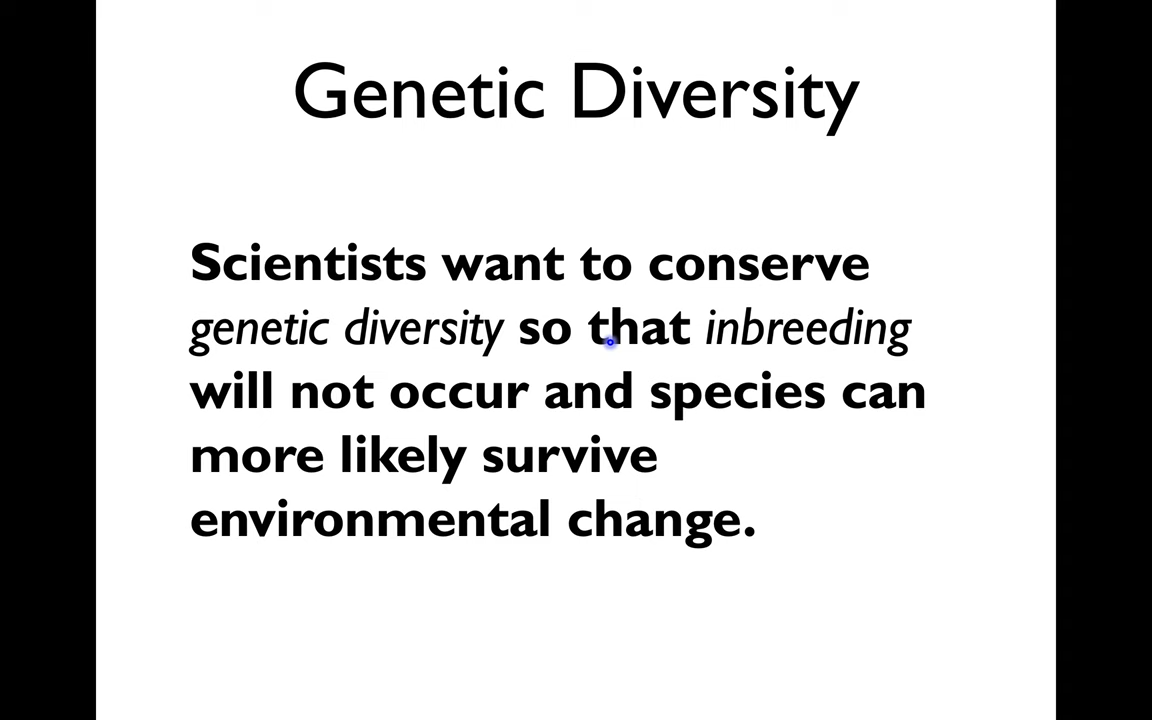 Genetic Diversity
Scientists want to conserve
genetic diversity so that inbreeding
will not occur and species can
more likely survive
environmental change.